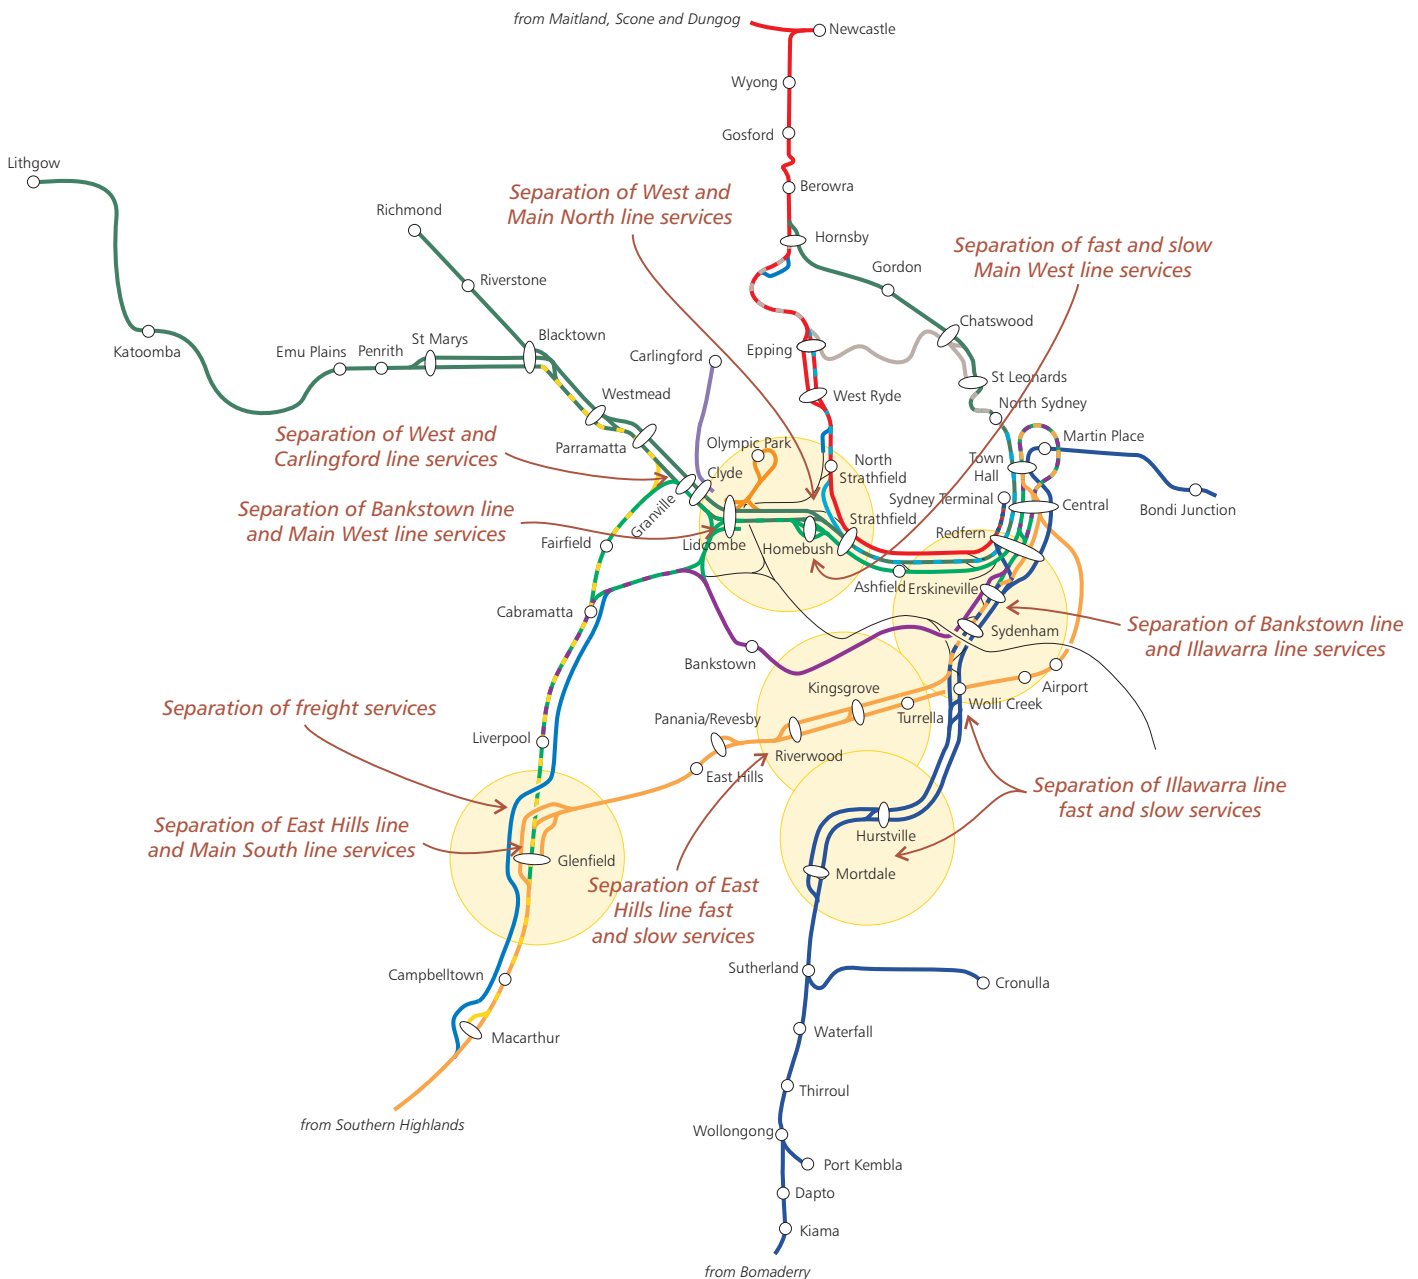 from Maitland, Scone and Dungog
Newcastle
Wyong
Gosford
Lithgow
Berowra
Separation of West and
Main North line services
Richmond
Hornsby
Separation of fast and slow
Main West line services
Gordon
Riverstone
Chatswood
Katoomba
Emu Plains
Penrith
St Marys
Blacktown
Carlingford
Epping
St Leonards
Westmead
West Ryde
North Sydney
Separation of West and
Carlingford line services
Parramatta
Olympic Park
Martin Place
Town
Hall
North
Strathfield
Clyde
Sydney Terminal
Central
Bondi Junction
Separation of Bankstown line
and Main West line services
Granville
Strathfield
Redfern
Fairfield
Lidcombe
Homebush
Ashfield
Erskineville
Cabramatta
Sydenham
Separation of Bankstown line
and Illawarra line services
Bankstown
Kingsgrove
Airport
Wolli Creek
Separation of freight services
Panania/Revesby
Turrella
Liverpool
Riverwood
East Hills
Separation of Illawarra line
fast and slow services
Separation of East Hills line
and Main South line services
Hurstville
Glenfield
Mortdale
Separation of East
Hills line fast
and slow services
Campbelltown
Sutherland
Cronulla
Macarthur
Waterfall
Thirroul
from Southern Highlands
Wollongong
Port Kembla
Dapto
Kiama
from Bomaderry